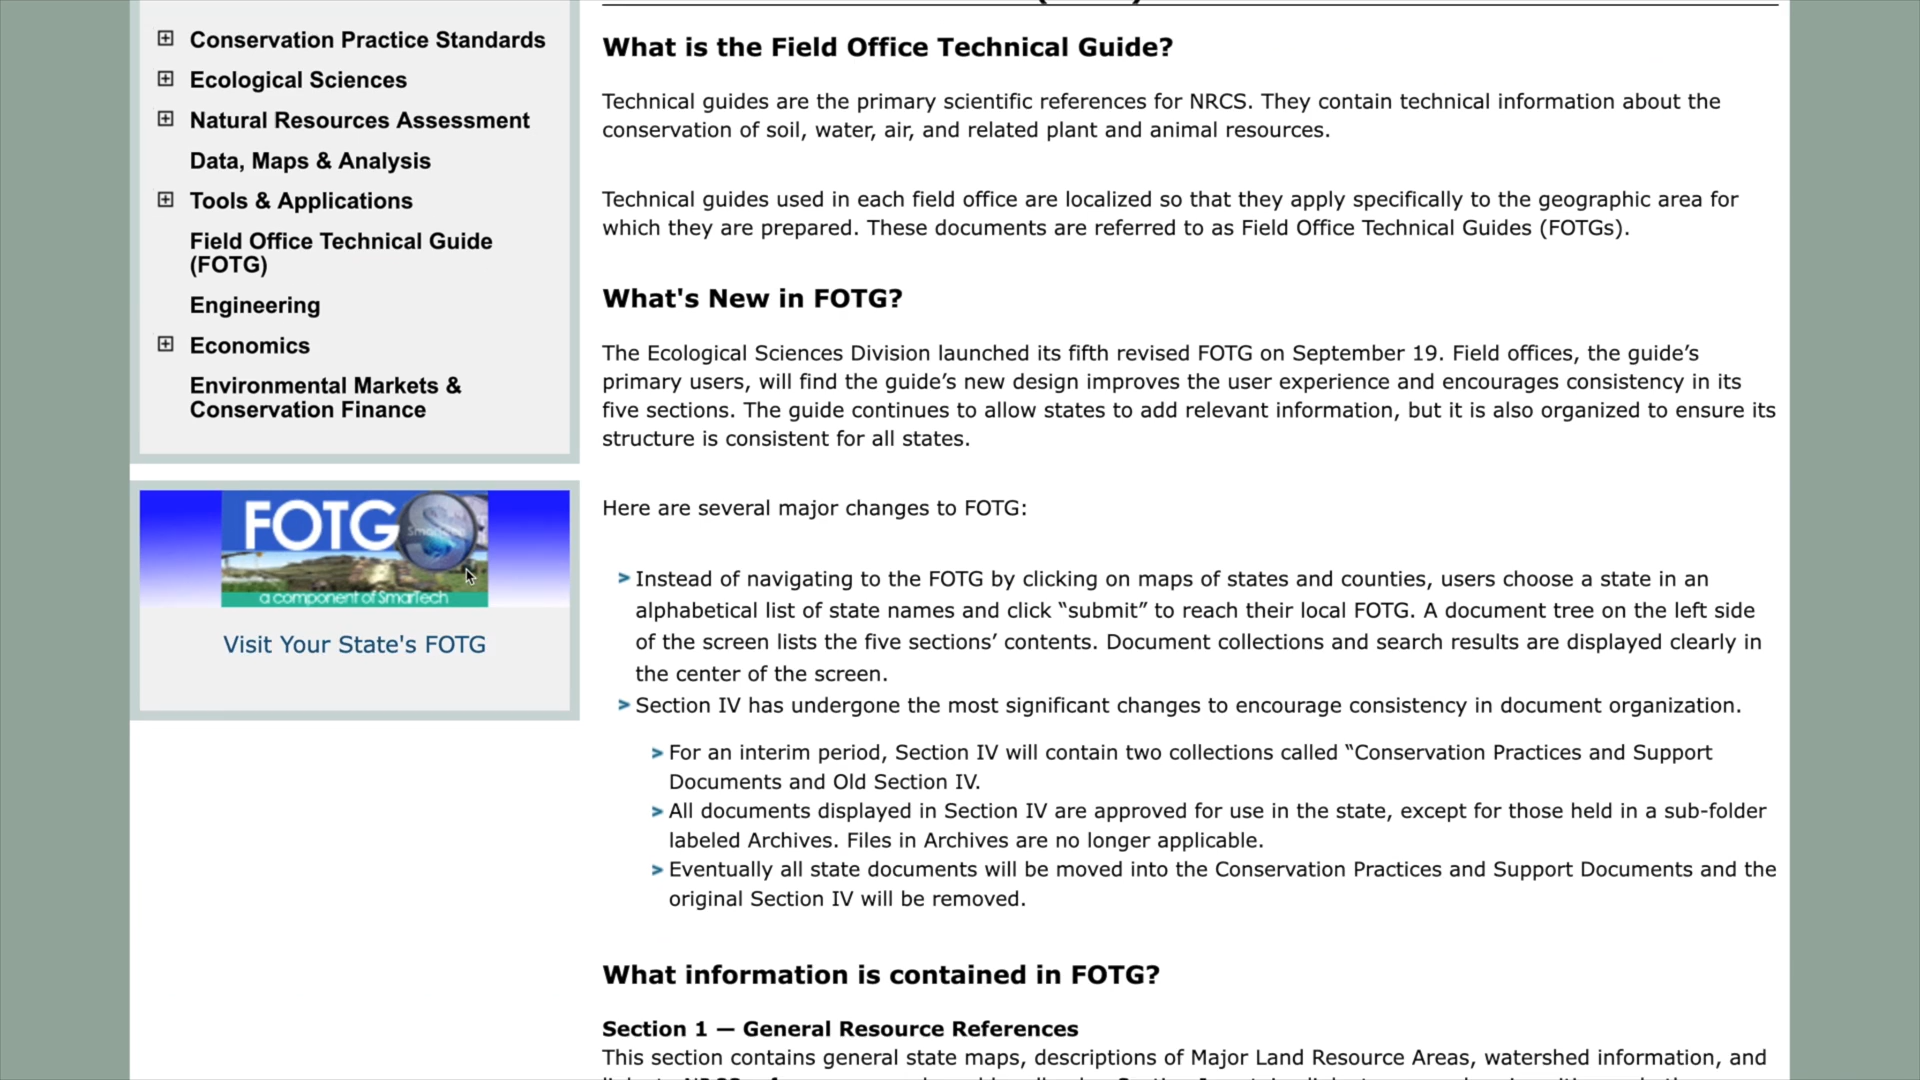 Conservation Practice Standards
Ecological Sciences
Natural Resources Assessment
Data, Maps & Analysis
Tools & Applications
Field Office Technical Guide
(FOTG)
Engineering
Economics
Environmental Markets &
Conservation Finance
FOTG
a component of SmarTech
Visit Your State's FOTG
What is the Field Office Technical Guide?
Technical guides are the primary scientific references for NRCS. They contain technical information about the
conservation of soil, water, air, and related plant and animal resources.
Technical guides used in each field office are localized so that they apply specifically to the geographic area for
which they are prepared. These documents are referred to as Field Office Technical Guides (FOTGs).
What's New in FOTG?
The Ecological Sciences Division launched its fifth revised FOTG on September 19. Field offices, the guide’s
primary users, will find the guide’s new design improves the user experience and encourages consistency in its
five sections. The guide continues to allow states to add relevant information, but it is also organized to ensure its
structure is consistent for all states.
Here are several major changes to FOTG:
> Instead of navigating to the FOTG by clicking on maps of states and counties, users choose a state in an
alphabetical list of state names and click “submit” to reach their local FOTG. A document tree on the left side
of the screen lists the five sections’ contents. Document collections and search results are displayed clearly in
the center of the screen.
> Section IV has undergone the most significant changes to encourage consistency in document organization.
> For an interim period, Section IV will contain two collections called “Conservation Practices and Support
Documents and Old Section IV.
> All documents displayed in Section IV are approved for use in the state, except for those held in a sub-folder
labeled Archives. Files in Archives are no longer applicable.
> Eventually all state documents will be moved into the Conservation Practices and Support Documents and the
original Section IV will be removed.
What information is contained in FOTG?
Section 1 — General Resource References
This section contains general state maps, descriptions of Major Land Resource Areas, watershed information, and